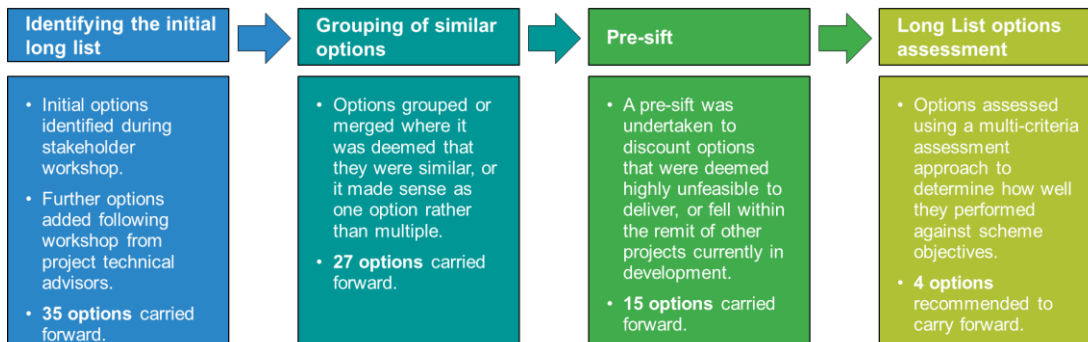 Identifying the initial
long list
Grouping of similar
options
Pre-sift
Long List options
assessment
• Initial options
identified during
stakeholder
workshop.
• Further options
added following
workshop from
project technical
advisors.
• 35 options carried
forward.
• Options grouped or
merged where it
was deemed that
they were similar, or
it made sense as
one option rather
than multiple.
• 27 options carried
forward.
• A pre-sift was
undertaken to
discount options
that were deemed
highly unfeasible to
deliver, or fell within
the remit of other
projects currently in
development.
• 15 options carried
forward.
• Options assessed
using a multi-criteria
assessment
approach to
determine how well
they performed
against scheme
objectives.
• 4 options
recommended to
carry forward.